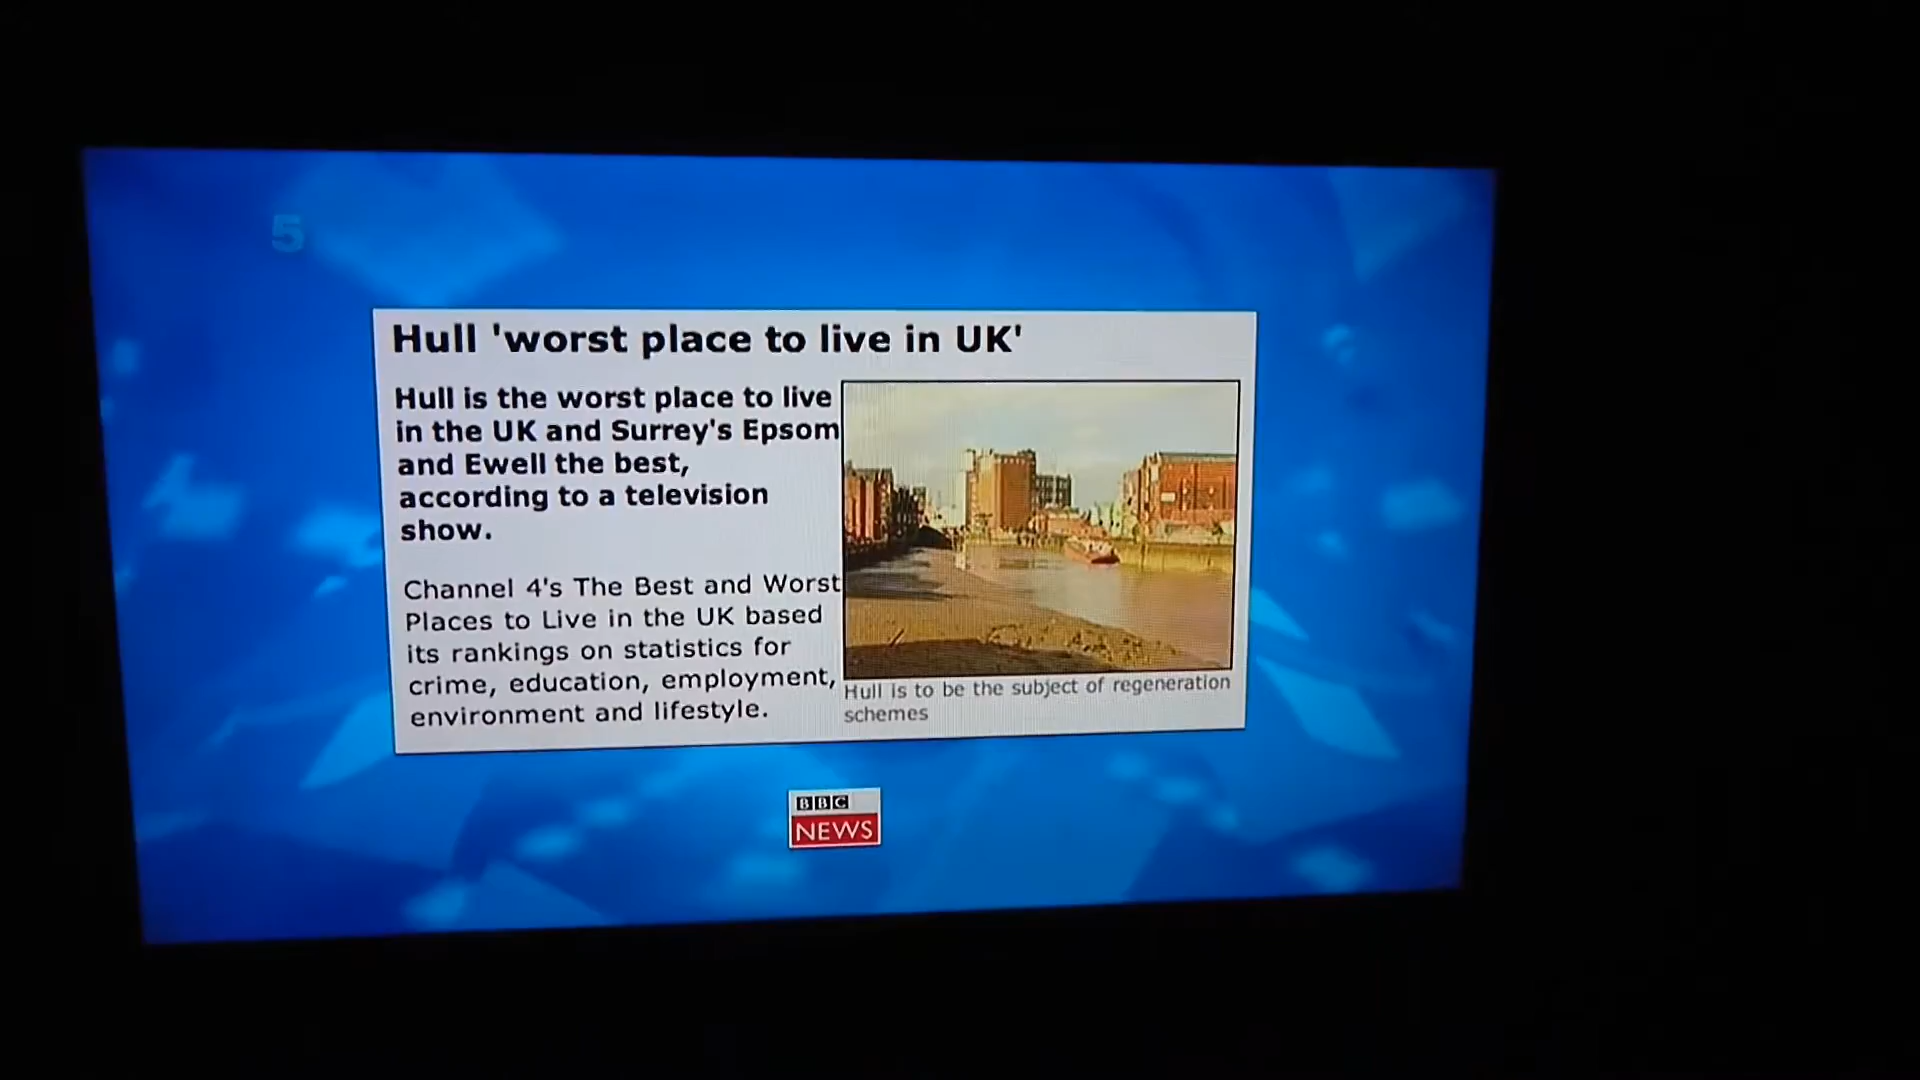 5
Hull 'worst place to live in UK'
Hull is the worst place to live
in the UK and Surrey's Epsom
and Ewell the best,
according to a television
show.
Channel 4's The Best and Worst
Places to Live in the UK based
its rankings on statistics for
crime, education, employment,
environment and lifestyle.
Hull is to be the subject of regeneration
schemes
BBC
NEWS